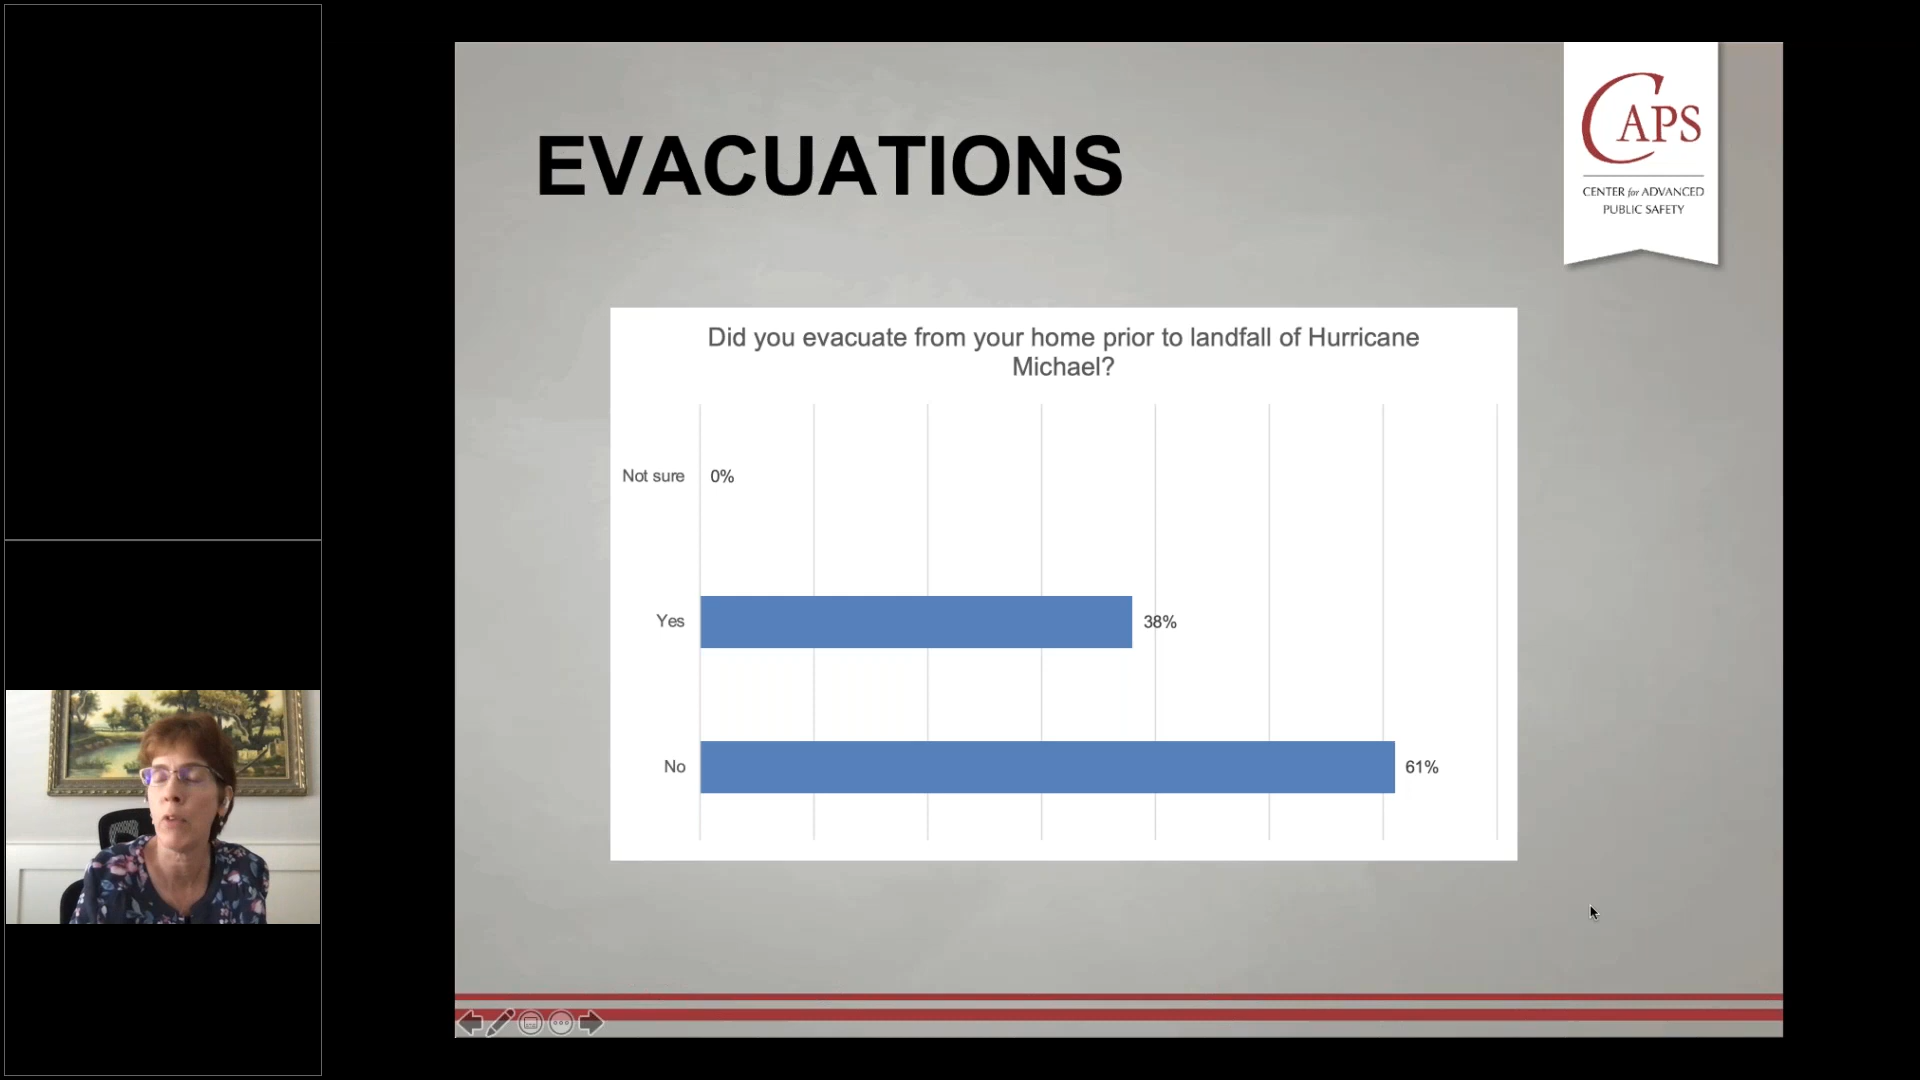 EVACUATIONS
CAPS
CENTER for ADVANCED
PUBLIC SAFETY
Did you evacuate from your home prior to landfall of Hurricane
Michael?
Not sure 0%
Yes 38%
No 61%